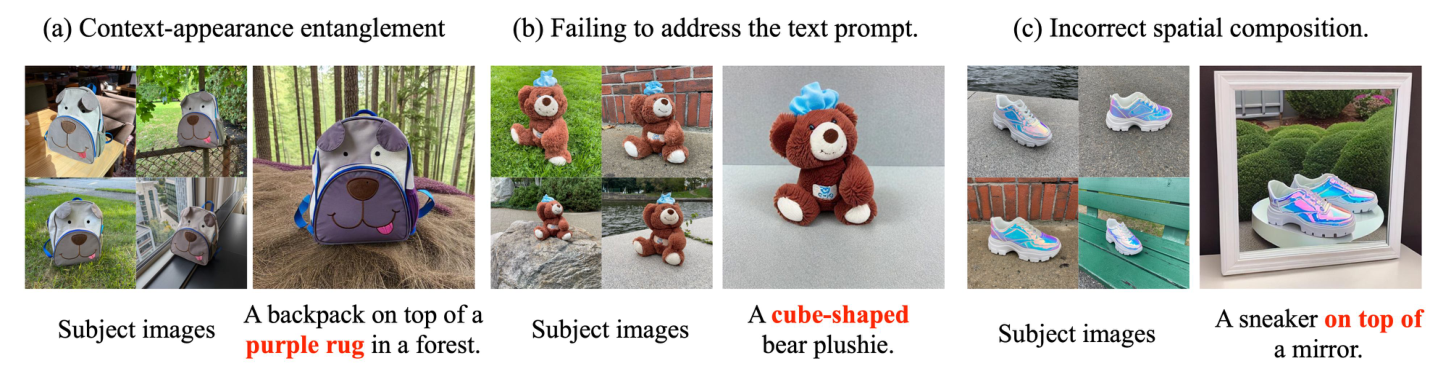 (a) Context-appearance entanglement
(b) Failing to address the text prompt.
(c) Incorrect spatial composition.
Subject images
A backpack on top of a
purple rug in a forest.
Subject images
A cube-shaped
bear plushie.
Subject images
A sneaker on top of
a mirror.